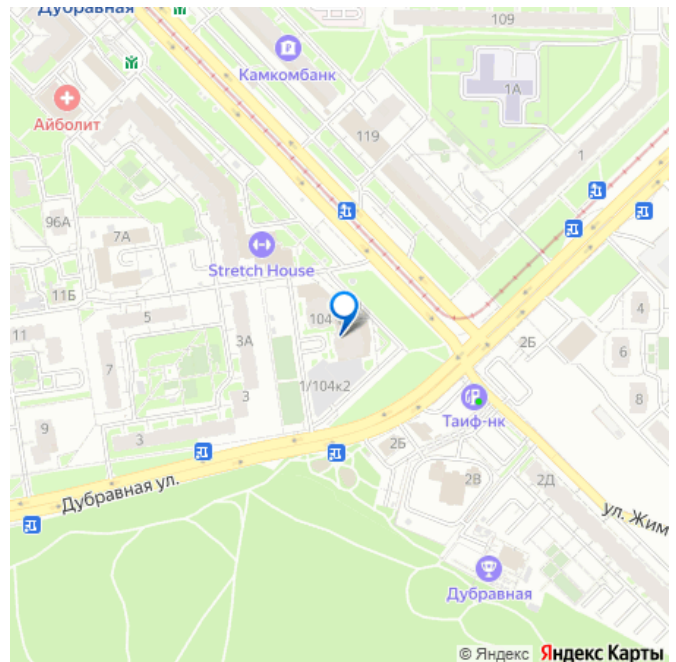 Дубравная
109
Камкомбанк
1А
Айболит
119
1
96А
7А
Stretch House
11Б
5
104
4
11
3А
2Б
6
7
1/104к2
3
8
Таиф-нк
9
3
2Б
2В
2Д
Дубравная ул.
ул. Жим
Дубравная
© Яндекс Яндекс Карты